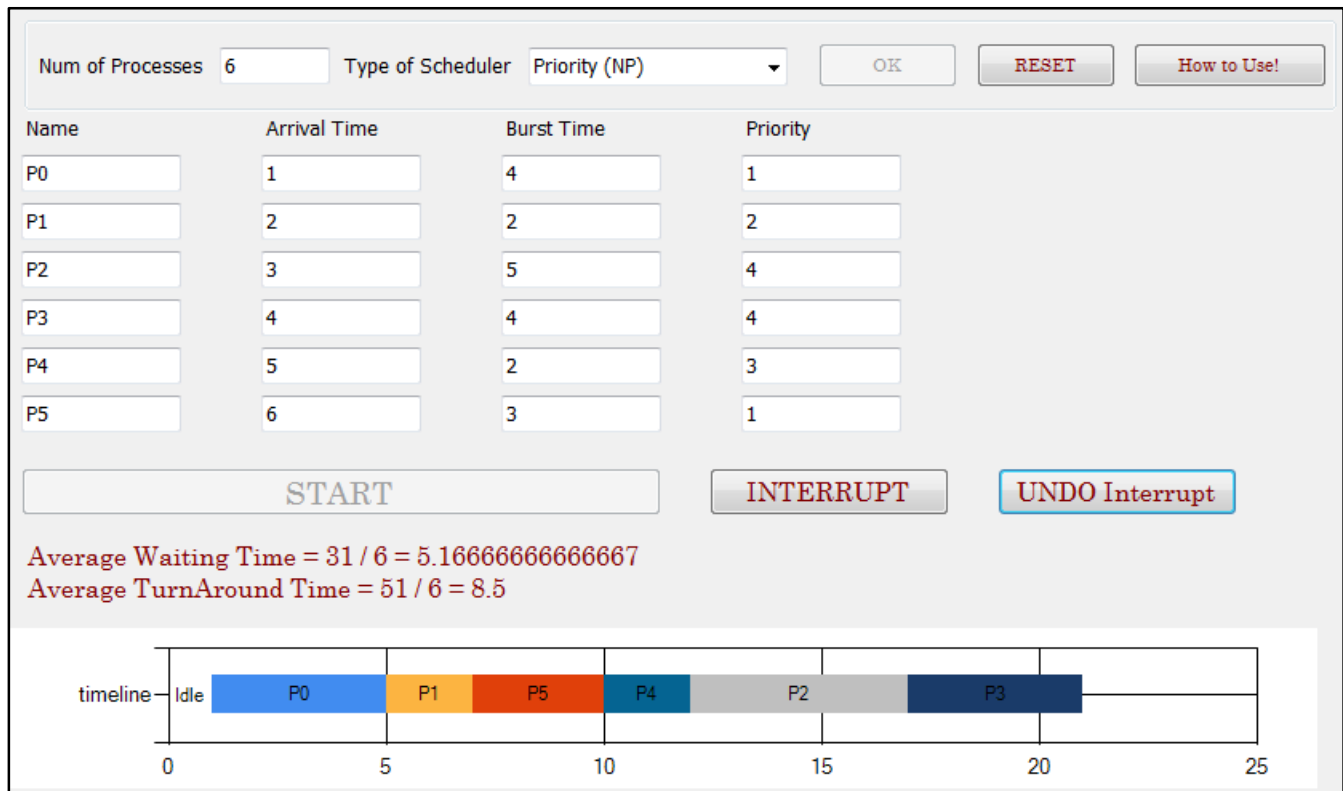 Num of Processes 6 Type of Scheduler Priority (NP) OK RESET How to Use!
Name Arrival Time Burst Time Priority
P0 1 4 1
P1 2 2 2
P2 3 5 4
P3 4 4 4
P4 5 2 3
P5 6 3 1
START INTERRUPT UNDO Interrupt
Average Waiting Time = 31 / 6 = 5.16666666666667
Average TurnAround Time = 51 / 6 = 8.5
timeline Idle P0 P1 P5 P4 P2 P3
0 5 10 15 20 25